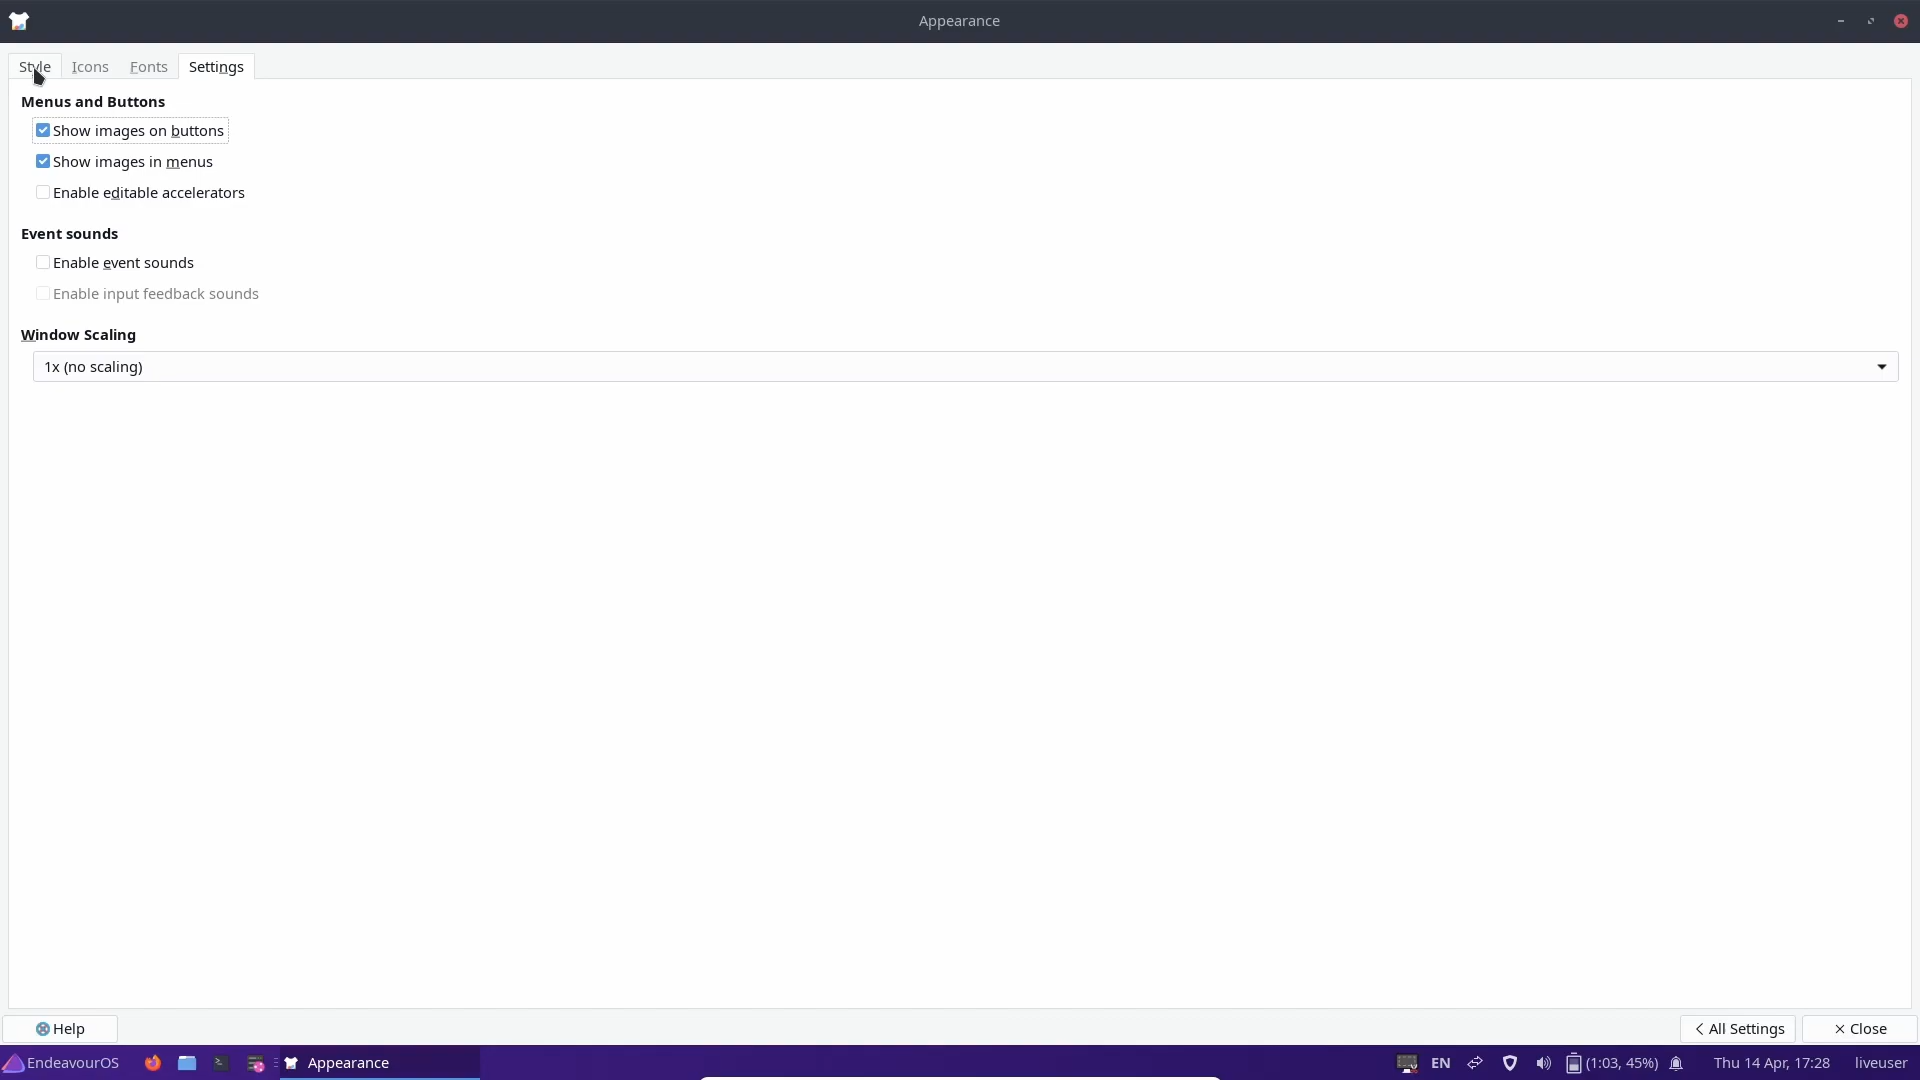 Appearance
Style Icons Fonts Settings
Menus and Buttons
Show images on buttons
Show images in menus
Enable editable accelerators
Event sounds
Enable event sounds
Enable input feedback sounds
Window Scaling
1x (no scaling)
Help All Settings Close
EndeavourOS Appearance EN (1:03, 45%) Thu 14 Apr, 17:28 liveuser